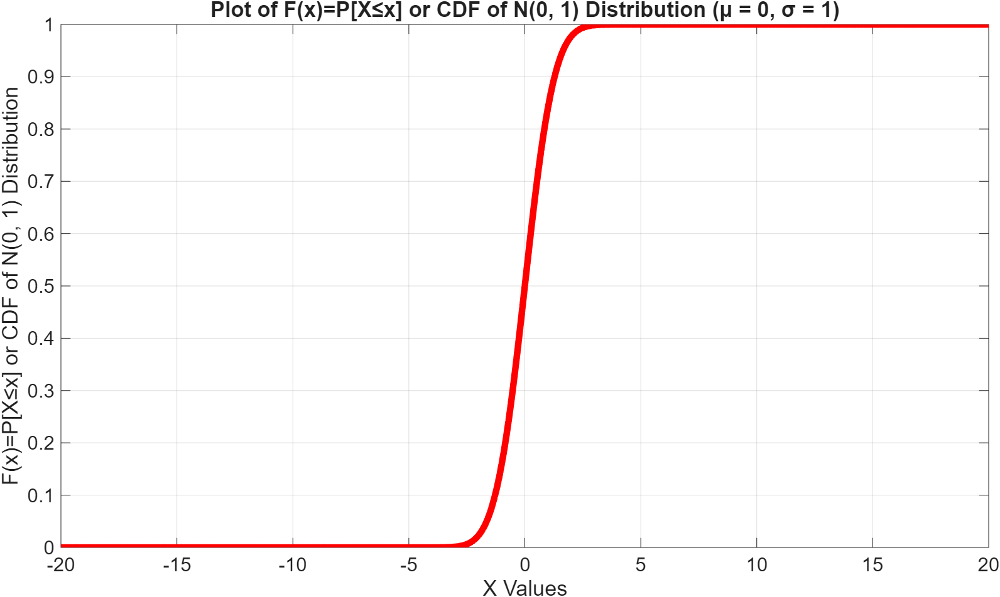 Plot of F(x)=P[X≤x] or CDF of N(0, 1) Distribution (μ = 0, σ = 1)
F(x)=P[X≤x] or CDF of N(0, 1) Distribution
1
0.9
0.8
0.7
0.6
0.5
0.4
0.3
0.2
0.1
0
-20 -15 -10 -5 0 5 10 15 20
X Values